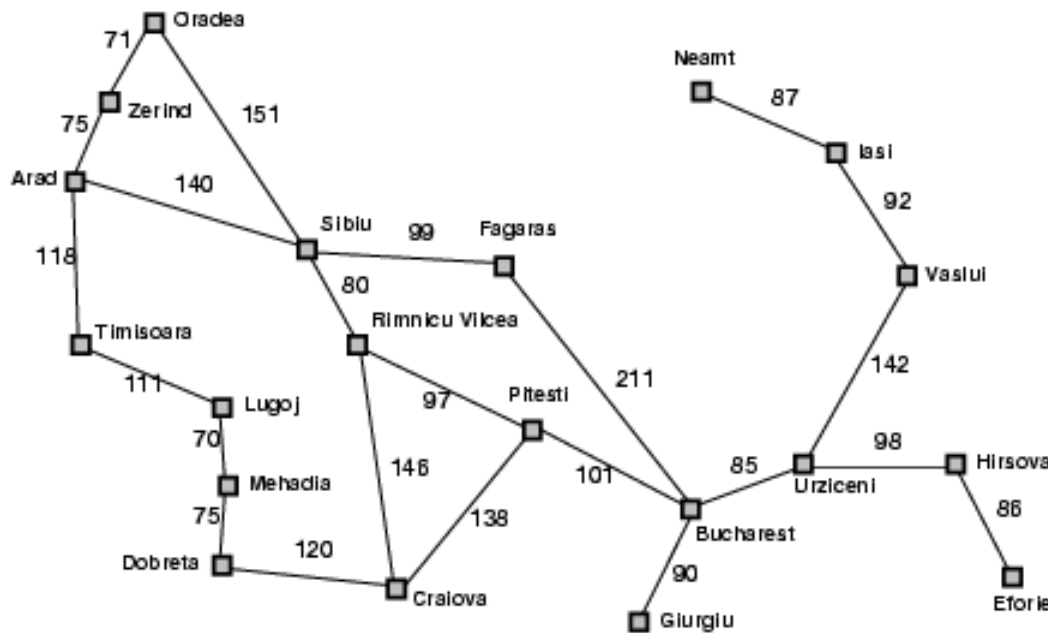 Oradea
71
Neamt
87
Zerind
151
75
Iasi
Arad
140
92
Sibiu
99
Fagaras
118
Vaslui
80
Timisoara
Rimnicu Vilcea
142
111
211
Lugoj
97
Pitesti
70
98
Hirsova
146
101
85
Urziceni
Mehadia
86
75
138
Bucharest
120
Dobreta
90
Craiova
Giurgiu
Eforie